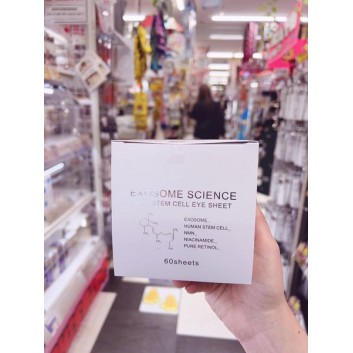 EXOSOME SCIENCE
STEM CELL EYE SHEET
EXOSOME,
HUMAN STEM CELL,
NMN,
NIACINAMIDE,
PURE RETINOL,
60sheets